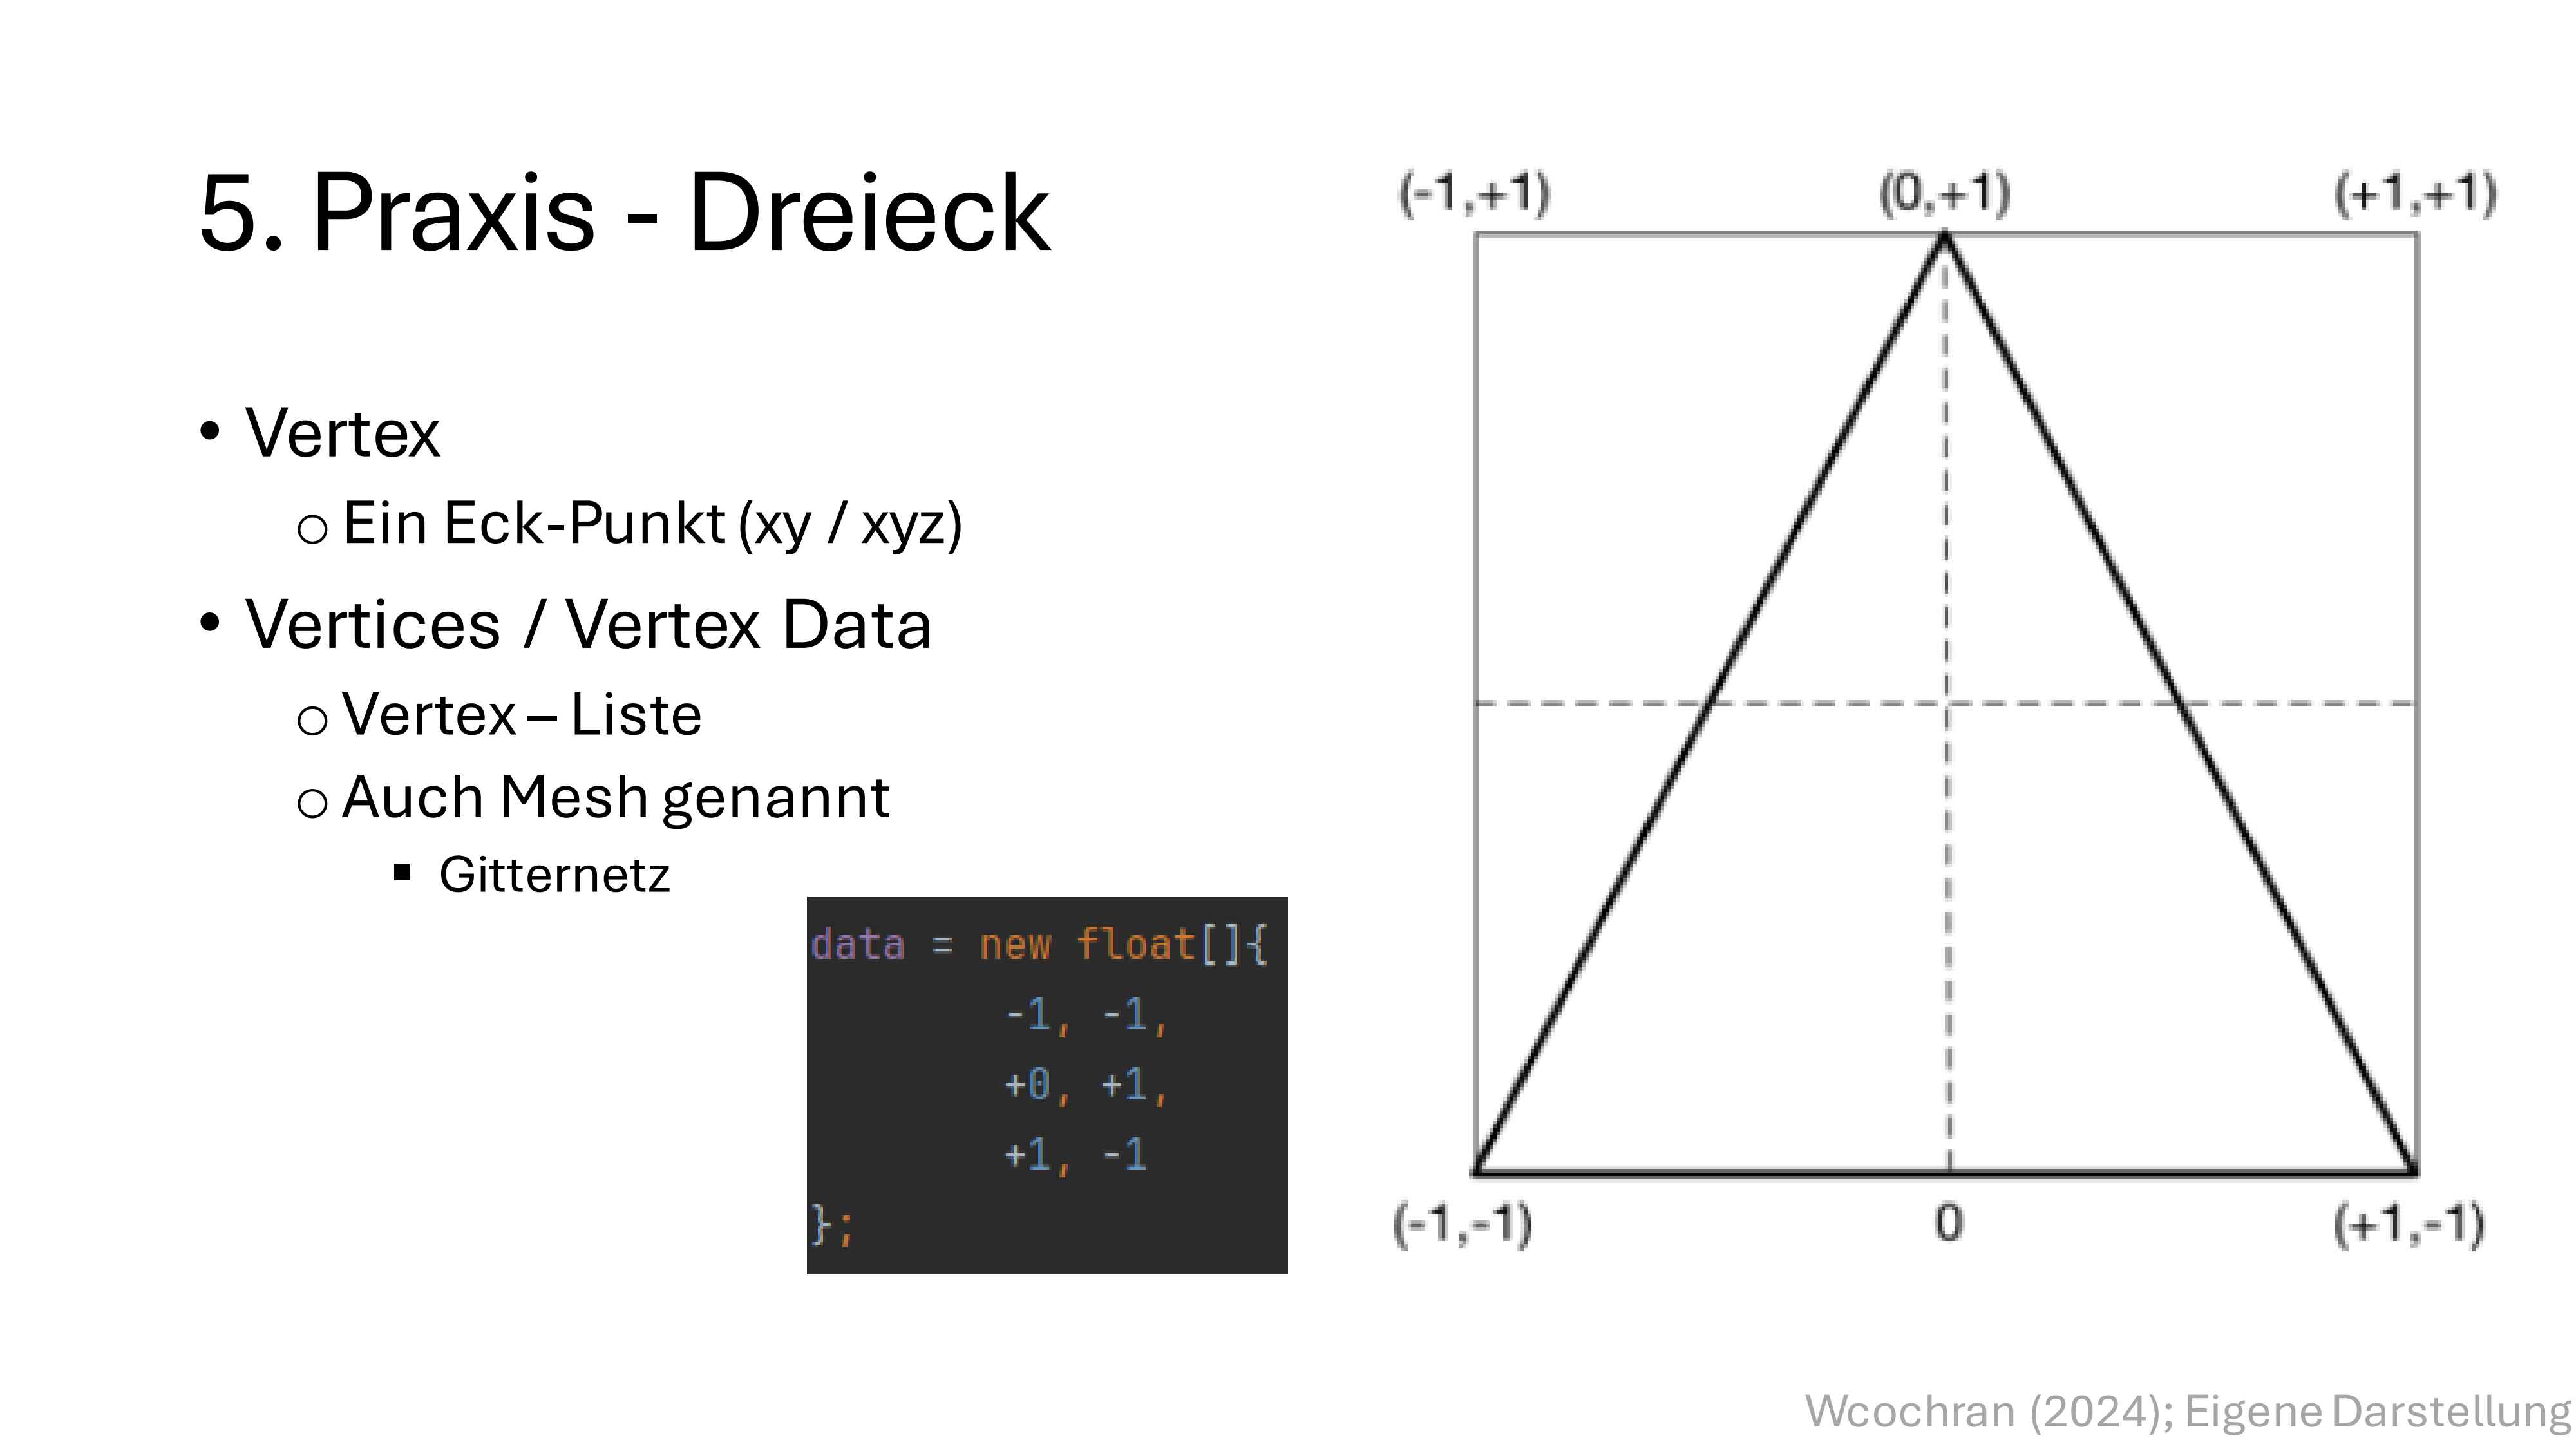 5. Praxis - Dreieck
• Vertex
o Ein Eck-Punkt (xy / xyz)
• Vertices / Vertex Data
o Vertex – Liste
o Auch Mesh genannt
▪ Gitternetz
data = new float[]{
-1, -1,
+0, +1,
+1, -1
};
(-1,+1) (0,+1) (+1,+1)
(-1,-1) 0 (+1,-1)
Wcochran (2024); Eigene Darstellung